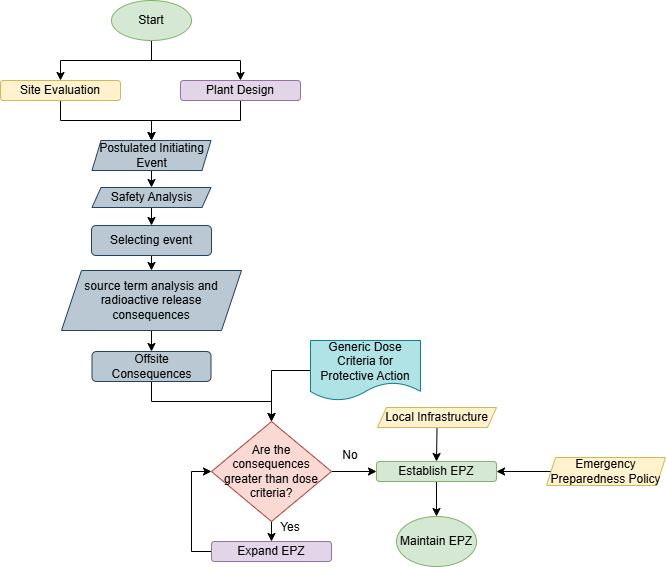 Start
Site Evaluation
Plant Design
Postulated Initiating
Event
Safety Analysis
Selecting event
source term analysis and
radioactive release
consequences
Offsite
Consequences
Generic Dose
Criteria for
Protective Action
Local Infrastructure
Are the
consequences
greater than dose
criteria?
No
Establish EPZ
Emergency
Preparedness Policy
Yes
Expand EPZ
Maintain EPZ